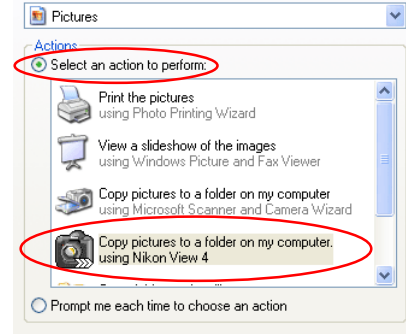 Pictures
Actions
Select an action to perform:
Print the pictures
using Photo Printing Wizard
View a slideshow of the images
using Windows Picture and Fax Viewer
Copy pictures to a folder on my computer
using Microsoft Scanner and Camera Wizard
Copy pictures to a folder on my computer.
using Nikon View 4
Prompt me each time to choose an action